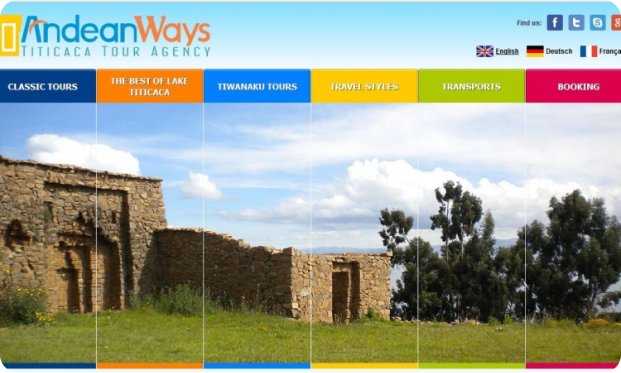 AndeanWays
TITICACA TOUR AGENCY
Find us:
English
Deutsch
França
CLASSIC TOURS
THE BEST OF LAKE
TITICACA
TIWANAKU TOURS
TRAVEL STYLES
TRANSPORTS
BOOKING